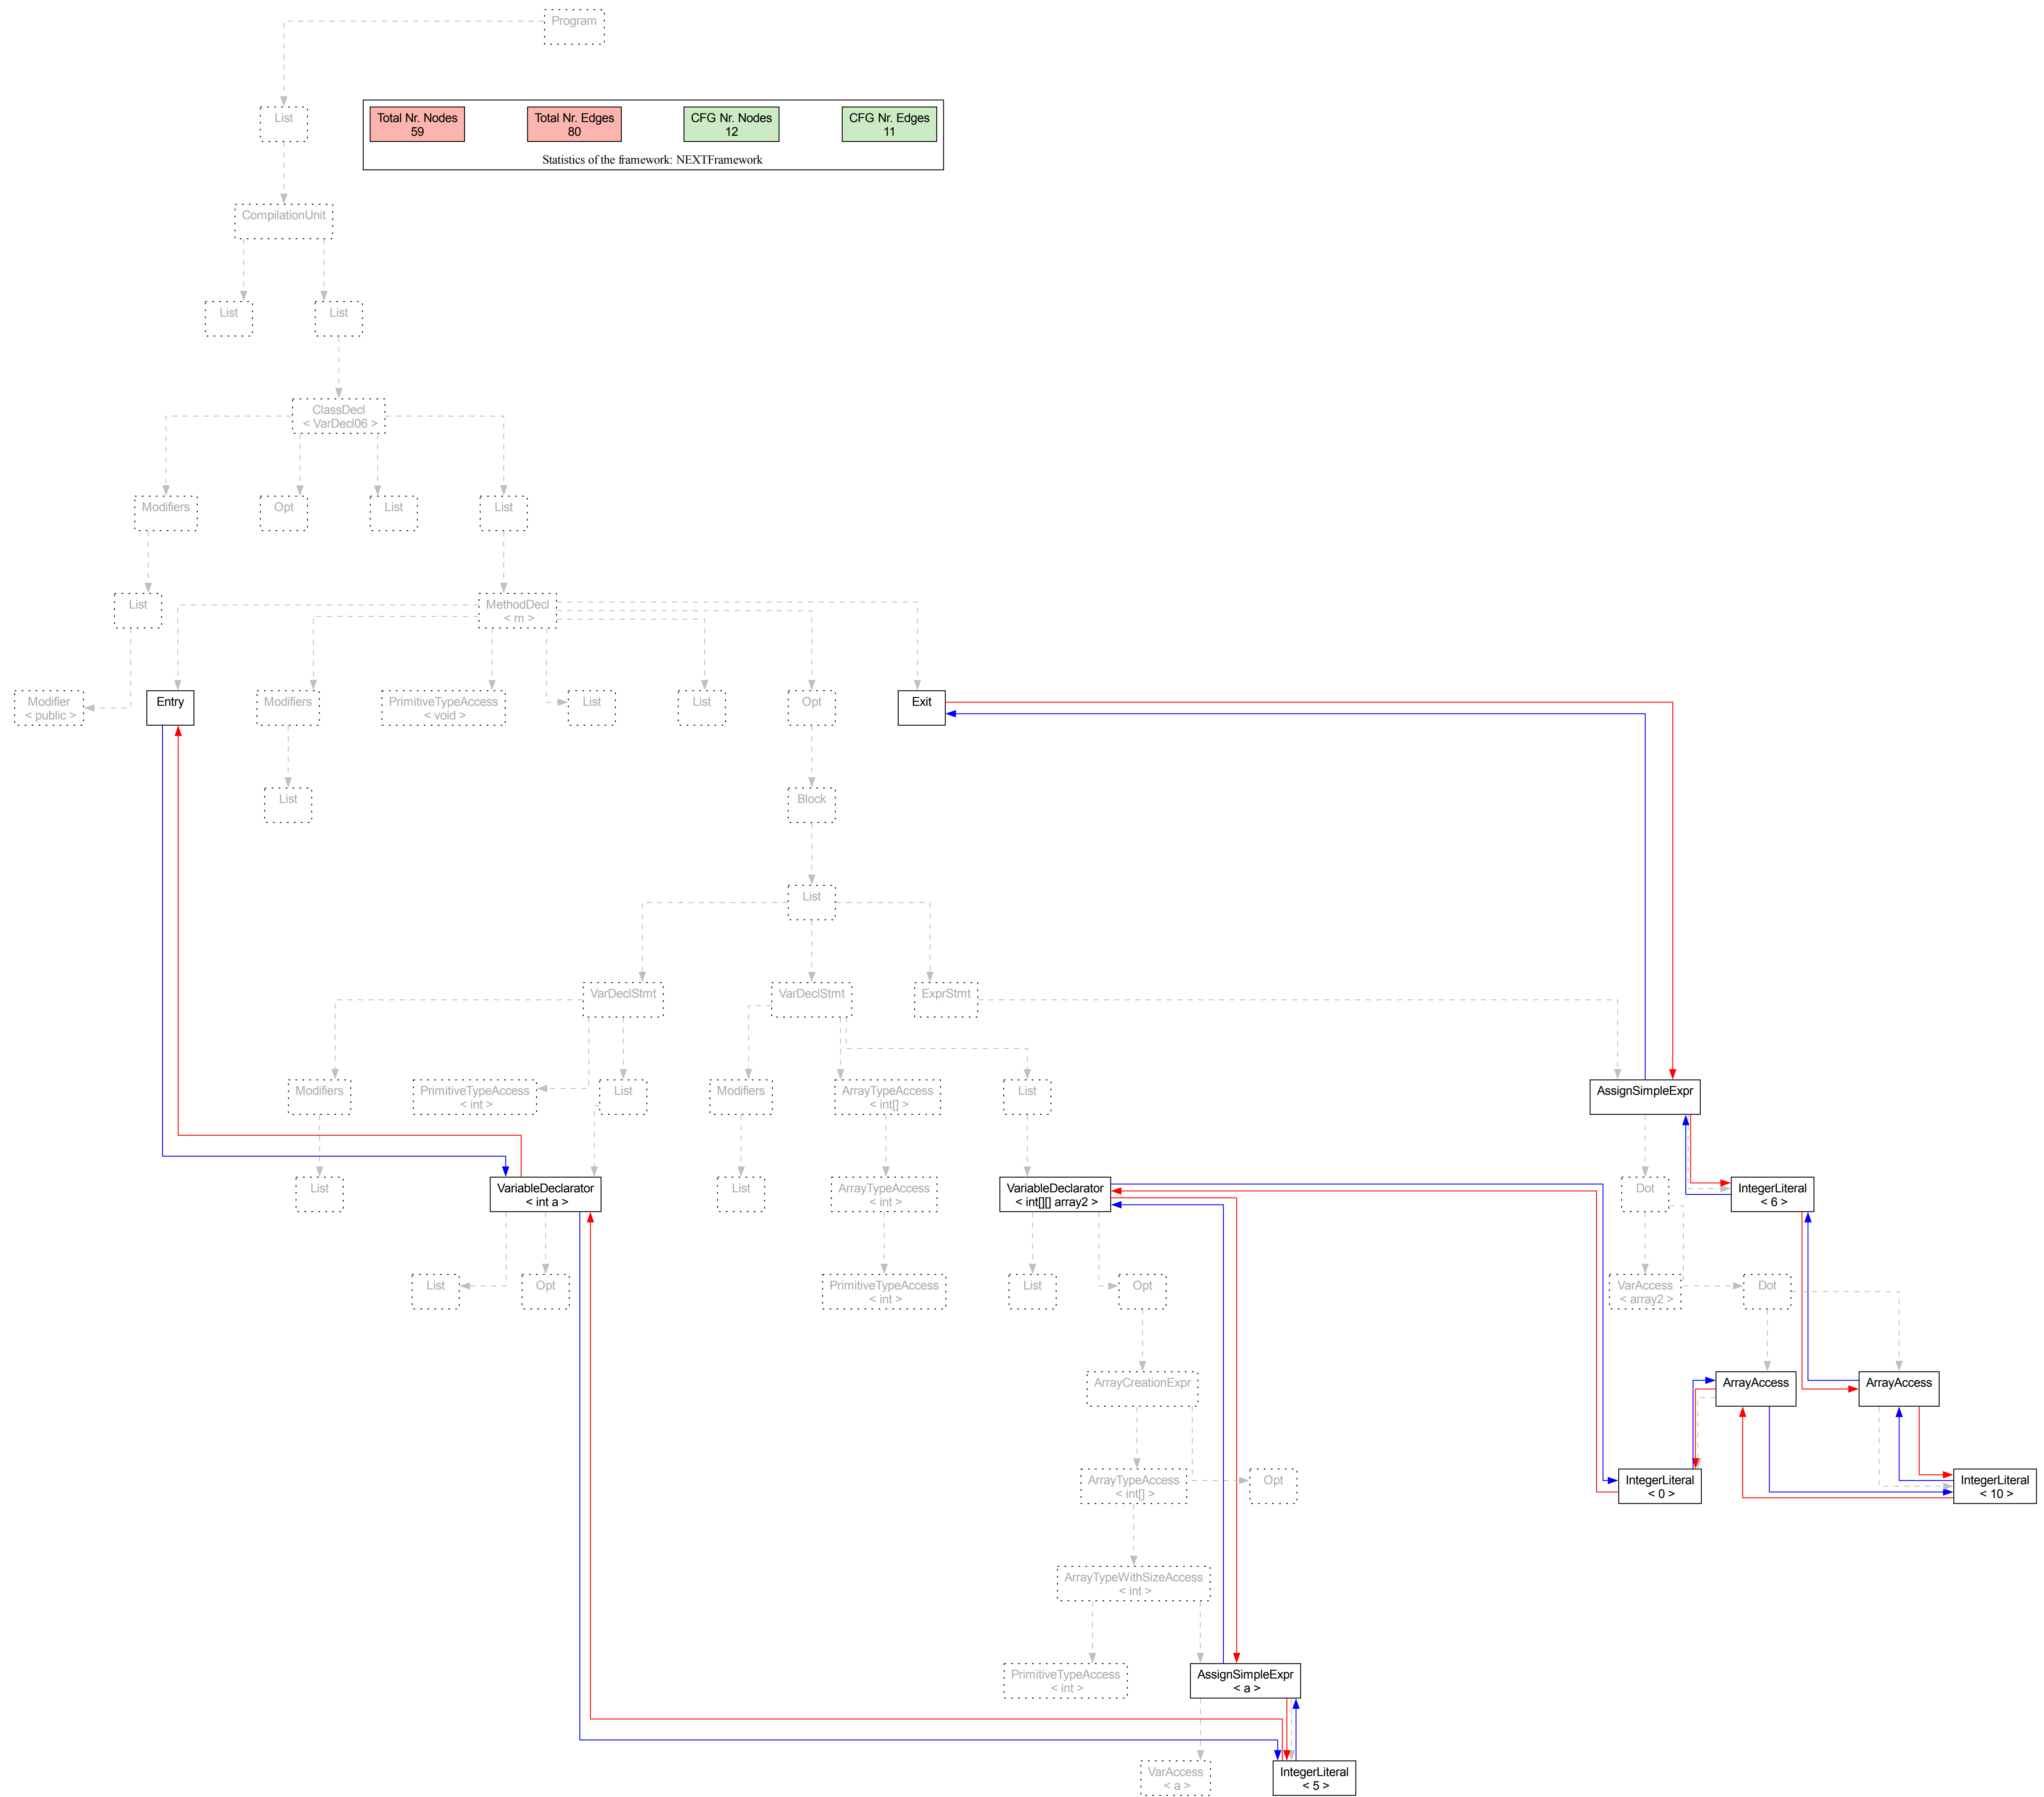 Program
List
Total Nr. Nodes
59
Total Nr. Edges
80
CFG Nr. Nodes
12
CFG Nr. Edges
11
Statistics of the framework: NEXTFramework
CompilationUnit
List
List
ClassDecl
< VarDecl06 >
Modifiers
Opt
List
List
List
MethodDecl
< m >
Modifier
< public >
Entry
Modifiers
PrimitiveTypeAccess
< void >
List
List
Opt
Exit
List
Block
List
VarDeclStmt
VarDeclStmt
ExprStmt
Modifiers
PrimitiveTypeAccess
< int >
List
Modifiers
ArrayTypeAccess
< int[] >
List
AssignSimpleExpr
List
VariableDeclarator
< int a >
List
ArrayTypeAccess
< int >
VariableDeclarator
< int[][] array2 >
Dot
IntegerLiteral
< 6 >
List
Opt
PrimitiveTypeAccess
< int >
List
Opt
VarAccess
< array2 >
Dot
ArrayCreationExpr
ArrayAccess
ArrayAccess
ArrayTypeAccess
< int[] >
Opt
IntegerLiteral
< 0 >
IntegerLiteral
< 10 >
ArrayTypeWithSizeAccess
< int >
PrimitiveTypeAccess
< int >
AssignSimpleExpr
< a >
VarAccess
< a >
IntegerLiteral
< 5 >